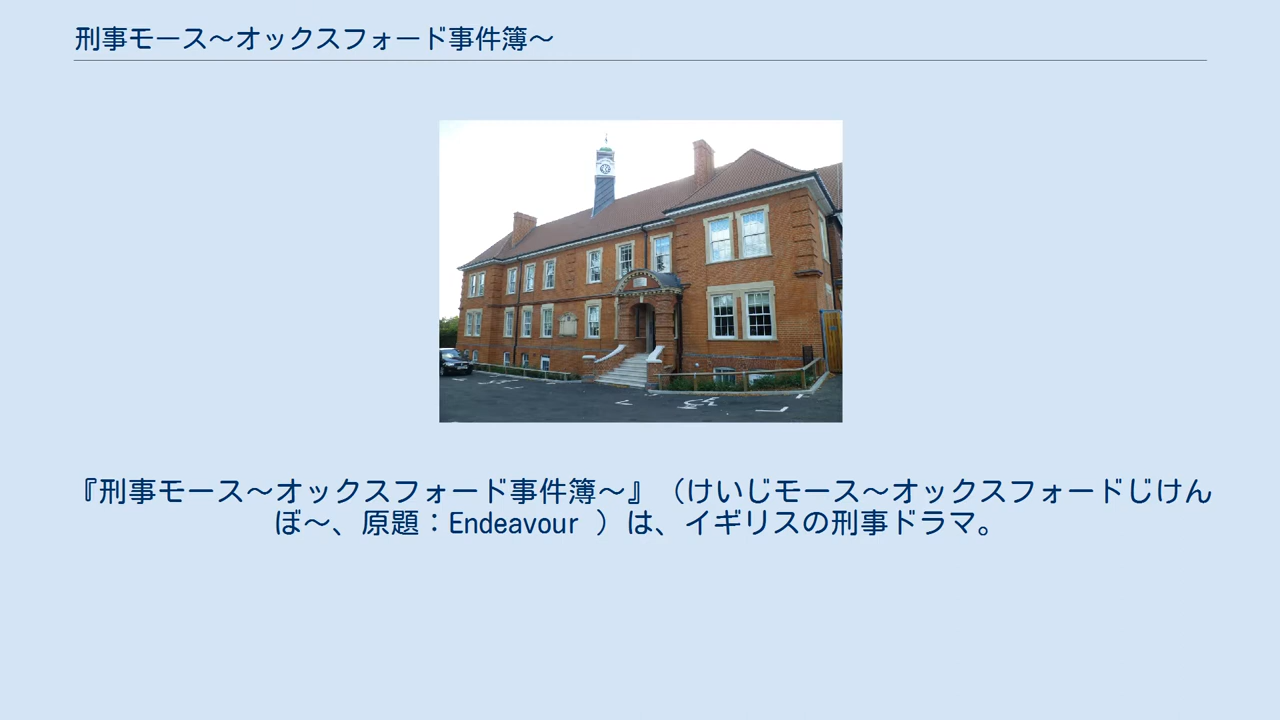 刑事モース〜オックスフォード事件簿〜
『刑事モース〜オックスフォード事件簿〜』（けいじモース〜オックスフォードじけん
ぼ〜、原題：Endeavour ）は、イギリスの刑事ドラマ。